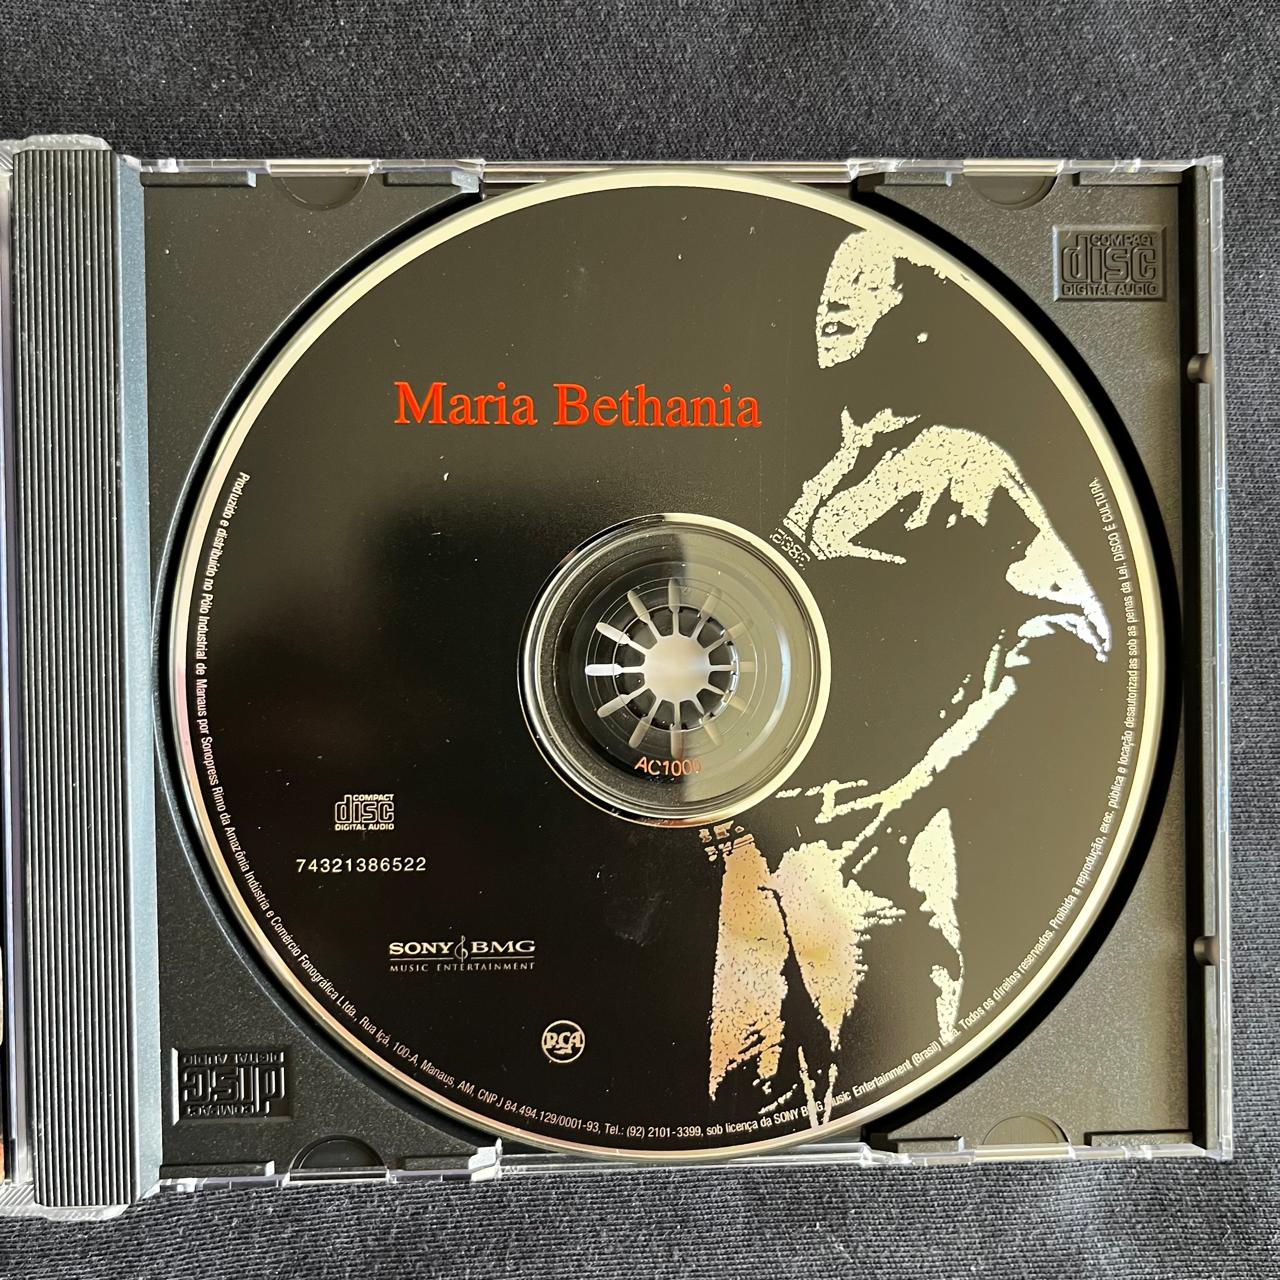 COMPACT
disc
DIGITAL AUDIO
Maria Bethania
AC1000
COMPACT
disc
DIGITAL AUDIO
74321386522
SONY BMG
MUSIC ENTERTAINMENT
RCA
COMPACT
disc
DIGITAL AUDIO
Produzido e distribuído no Pólo Industrial de Manaus por Sonopress Rimo da Amazônia Indústria e Comércio Fonográfica Ltda., Rua Içá, 100-A, Manaus, AM, CNPJ 84.494.129/0001-93, Tel.: (92) 2101-3399, sob licença da SONY BMG Music Entertainment (Brasil) Ltda. Todos os direitos reservados. Proibida a reprodução, exec. pública e locação desautorizadas sob as penas da Lei. DISCO É CULTURA.